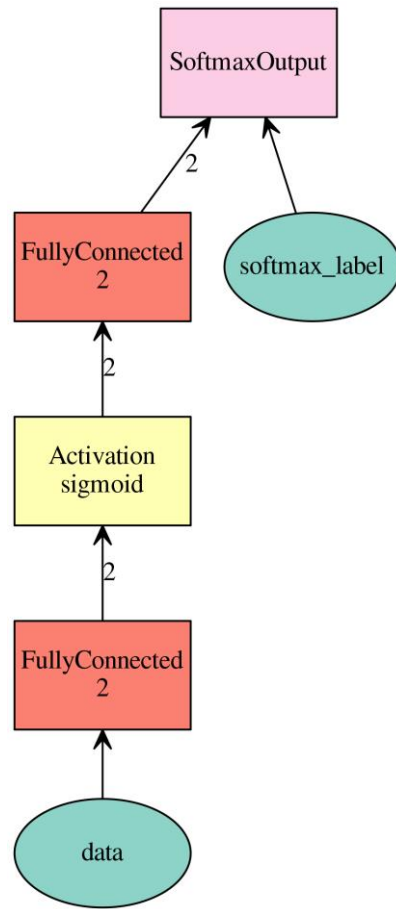 SoftmaxOutput
2
FullyConnected
2
softmax_label
2
Activation
sigmoid
2
FullyConnected
2
data